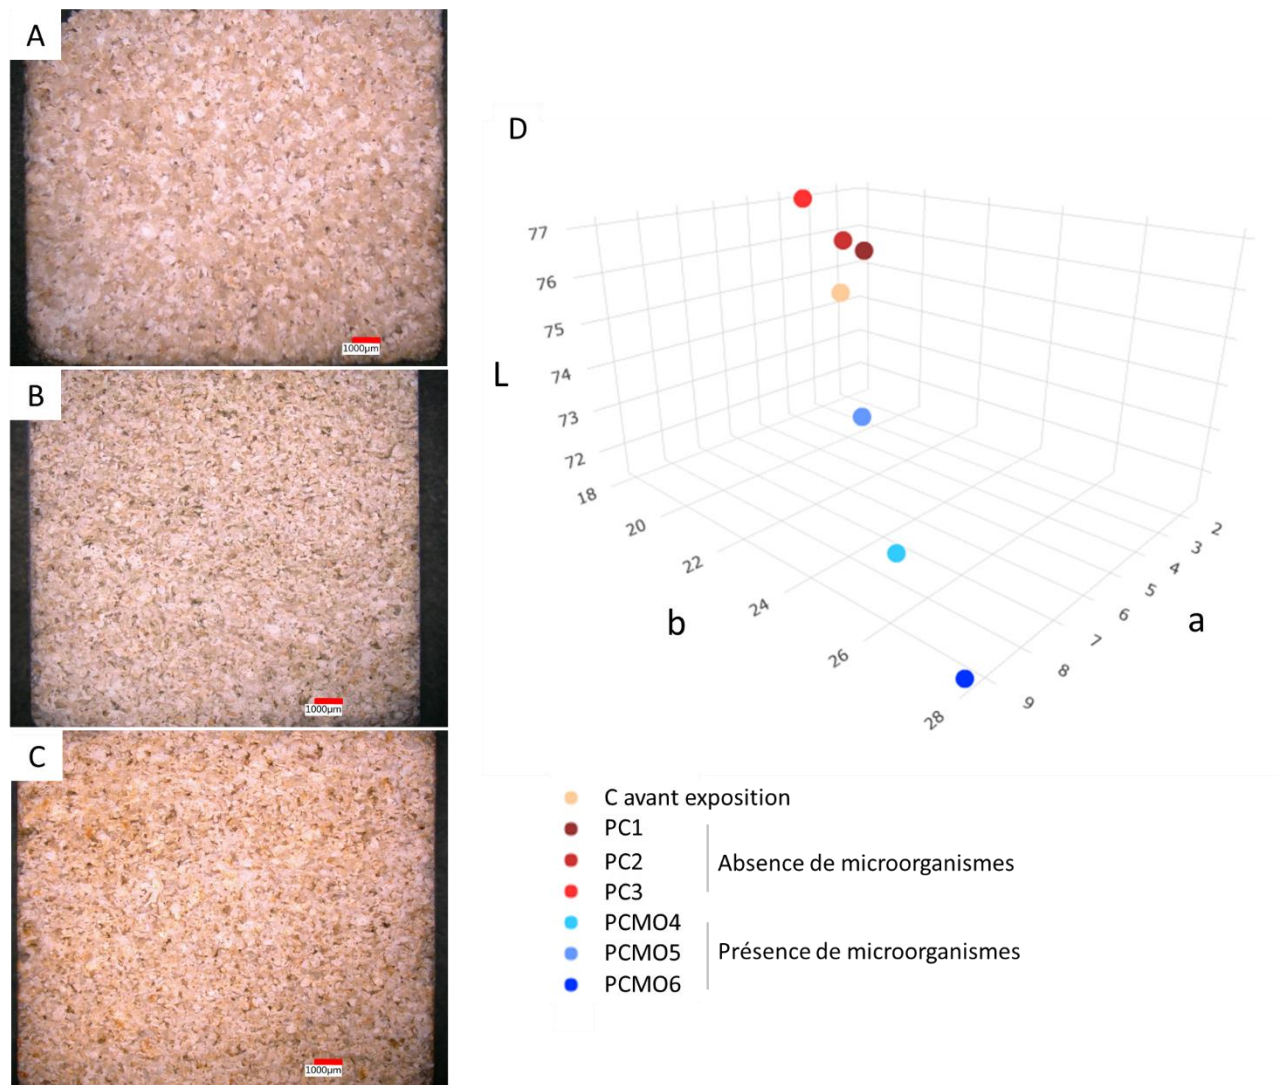 A
1000µm
B
1000µm
C
1000µm
D
77
76
75
74
73
72
L
18
20
22
24
26
28
b
2
3
4
5
6
7
8
9
a
C avant exposition
PC1
PC2
PC3
Absence de microorganismes
PCMO4
PCMO5
PCMO6
Présence de microorganismes